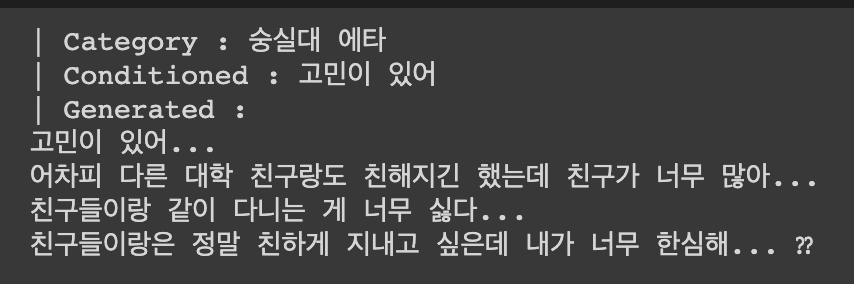 | Category : 숭실대 에타
| Conditioned : 고민이 있어
| Generated :
고민이 있어...
어차피 다른 대학 친구랑도 친해지긴 했는데 친구가 너무 많아...
친구들이랑 같이 다니는 게 너무 싫다...
친구들이랑은 정말 친하게 지내고 싶은데 내가 너무 한심해... ⁇